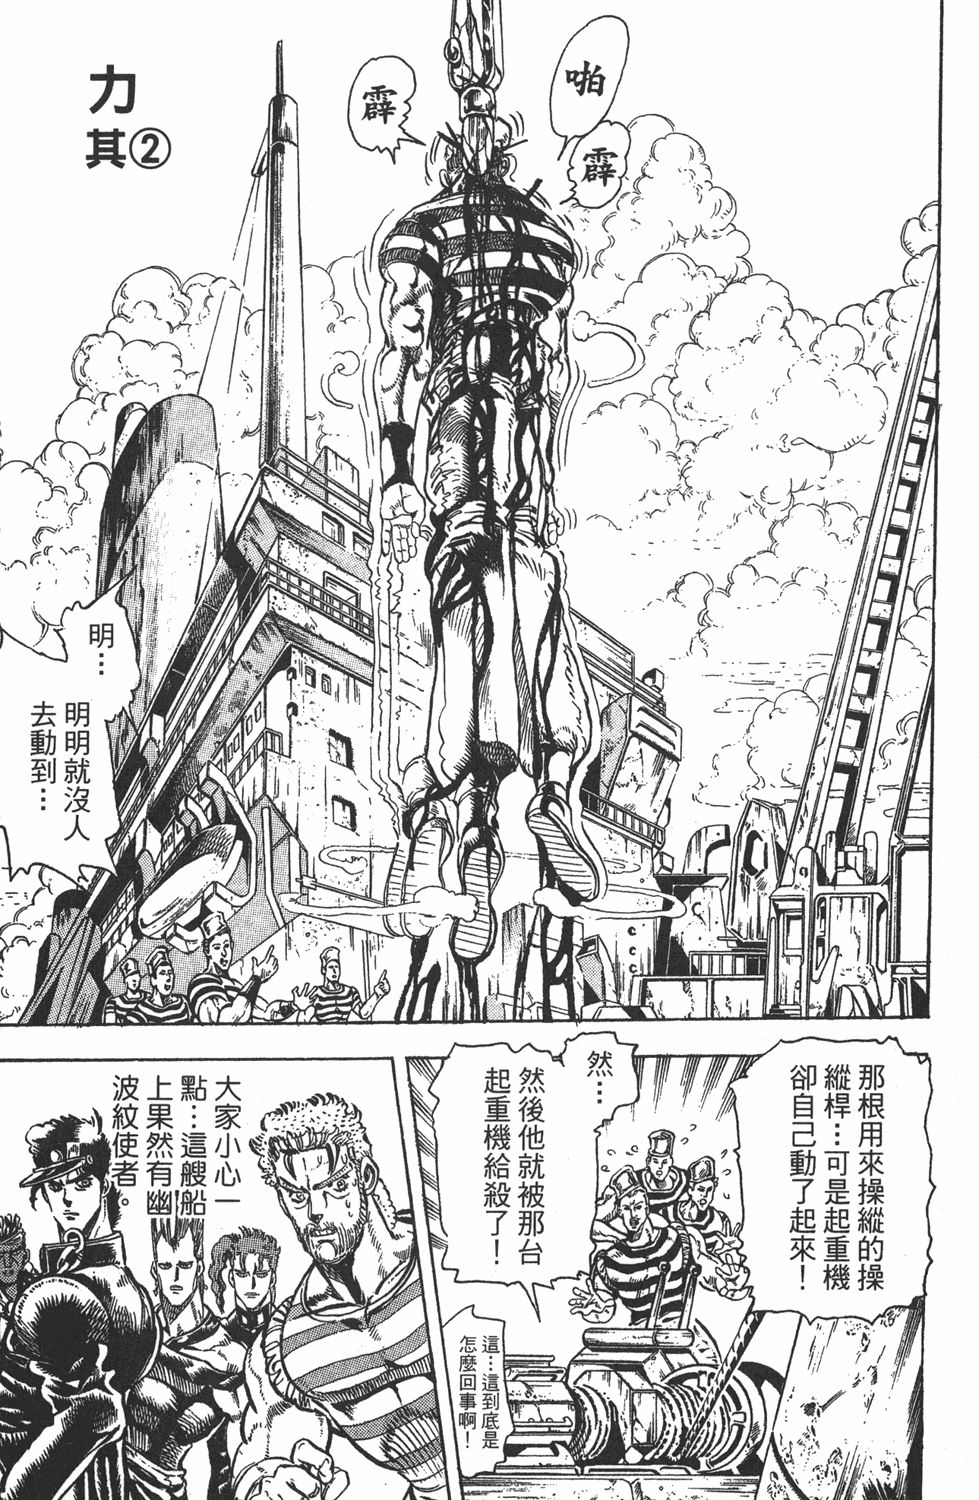 力
其②
啪
霹
霹
明…
明明就沒人
去動到…
那根用來操縱的操
縱桿…可是起重機
卻自己動了起來！
然…
然後他就被那台
起重機給殺了！
這…這到底是
怎麼回事啊！
大家小心一
點…這艘船
上果然有幽
波紋使者。